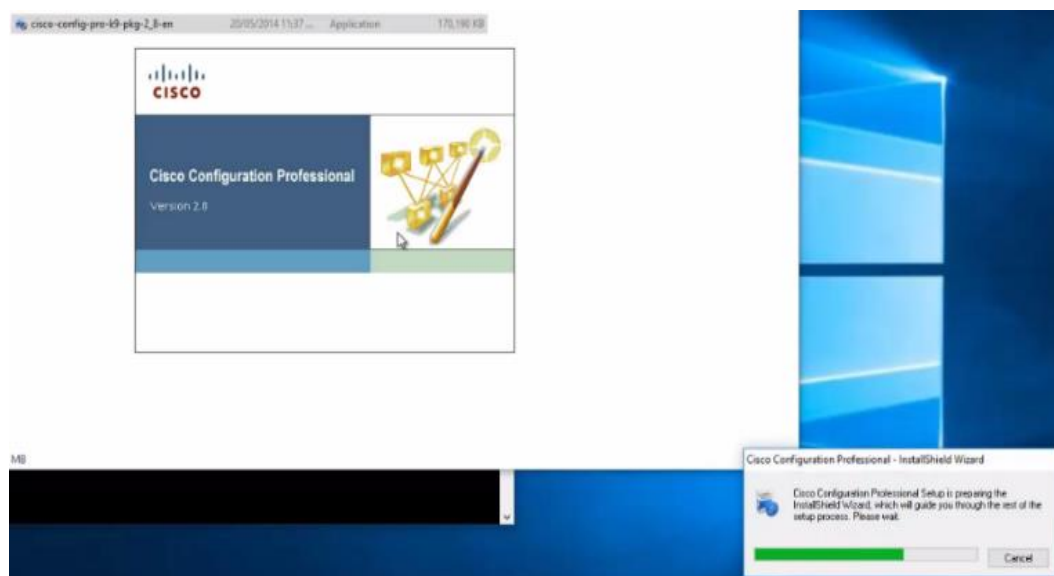 cisco-config-pro-k9-pkg-2_8-en 20/05/2014 11:37 ... Application 170,190 KB
CISCO
Cisco Configuration Professional
Version 2.8
MB
Cisco Configuration Professional - InstallShield Wizard
Cisco Configuration Professional Setup is preparing the
InstallShield Wizard, which will guide you through the rest of the
setup process. Please wait.
Cancel